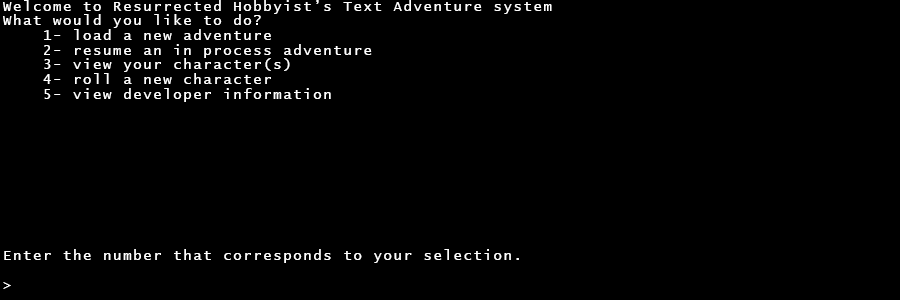 Welcome to Resurrected Hobbyist's Text Adventure system
What would you like to do?
1- load a new adventure
2- resume an in process adventure
3- view your character(s)
4- roll a new character
5- view developer information
Enter the number that corresponds to your selection.
>